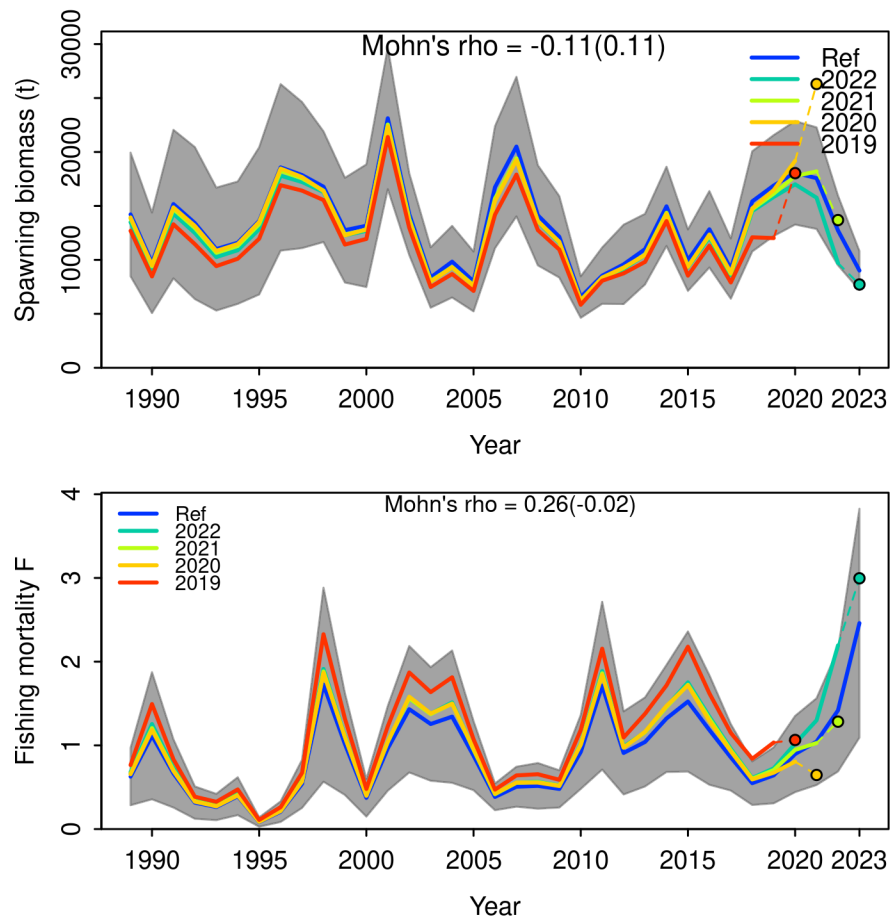 Mohn's rho = -0.11(0.11)
Spawning biomass (t)
30000
20000
10000
0
Ref
2022
2021
2020
2019
1990 1995 2000 2005 2010 2015 2020 2023
Year
Mohn's rho = 0.26(-0.02)
Fishing mortality F
4
3
2
1
0
Ref
2022
2021
2020
2019
1990 1995 2000 2005 2010 2015 2020 2023
Year